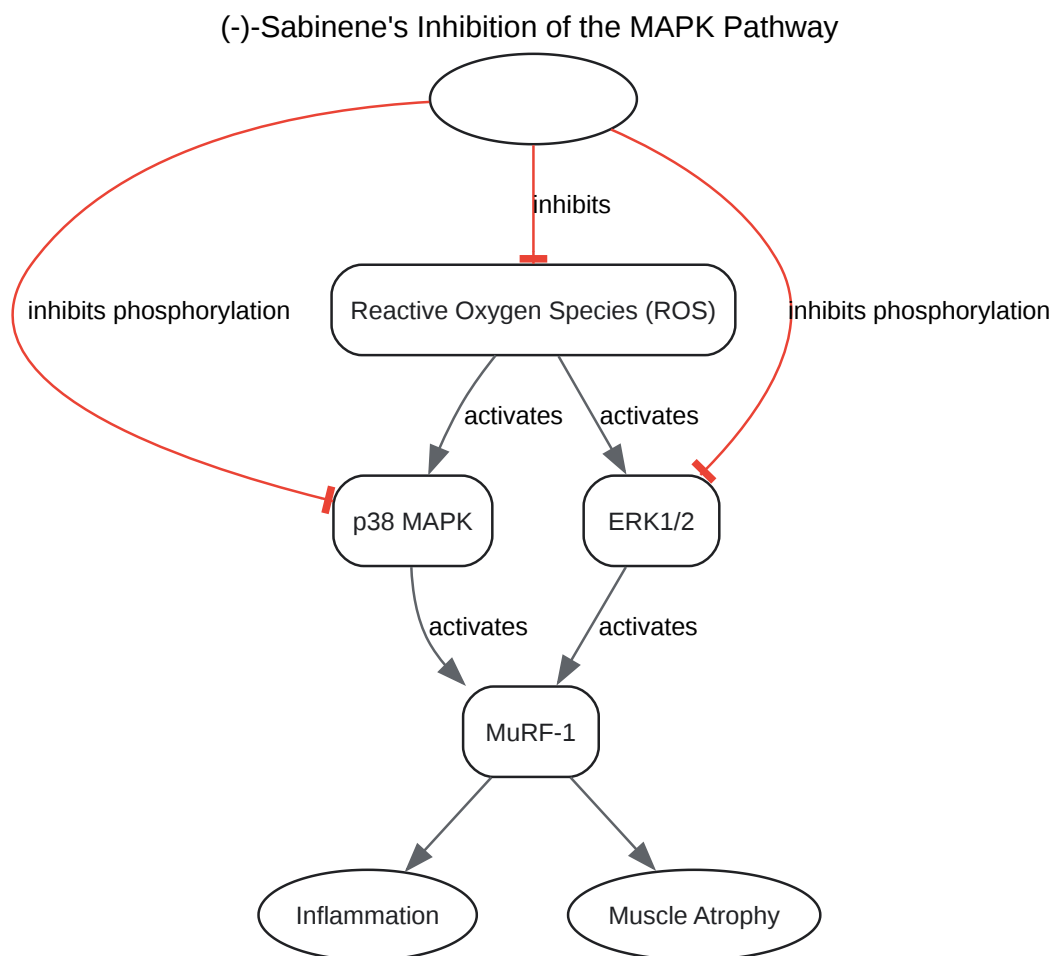 (-)-Sabinene's Inhibition of the MAPK Pathway
inhibits
inhibits phosphorylation
Reactive Oxygen Species (ROS)
inhibits phosphorylation
activates
activates
p38 MAPK
ERK1/2
activates
activates
MuRF-1
Inflammation
Muscle Atrophy